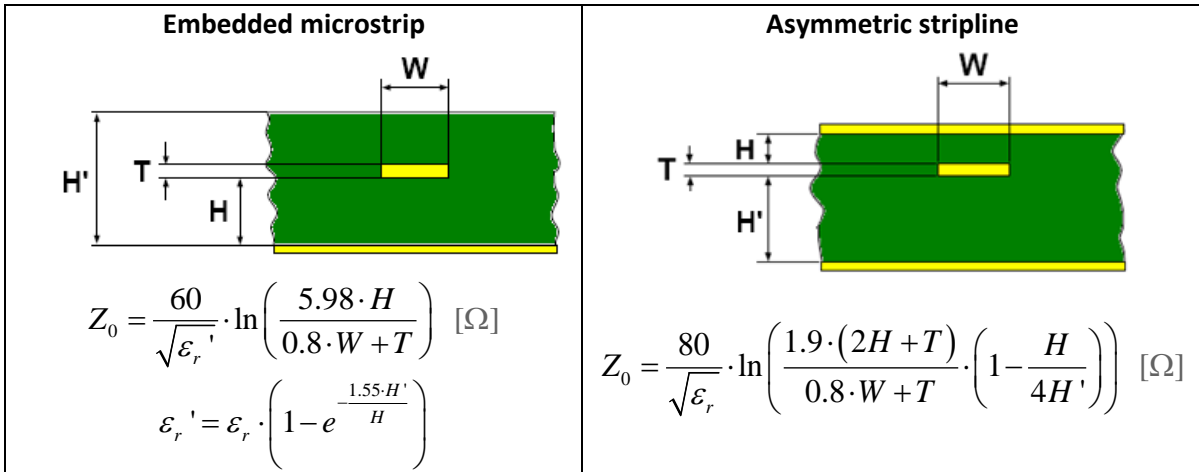 Embedded microstrip
W
H'
T
H
Z₀ = 60/√(εᵣ') · ln(5.98·H / (0.8·W + T)) [Ω]
εᵣ' = εᵣ · (1 − e^(−1.55·H'/H))
Asymmetric stripline
W
H
T
H'
Z₀ = 80/√(εᵣ) · ln(1.9·(2H + T) / (0.8·W + T) · (1 − H/4H')) [Ω]